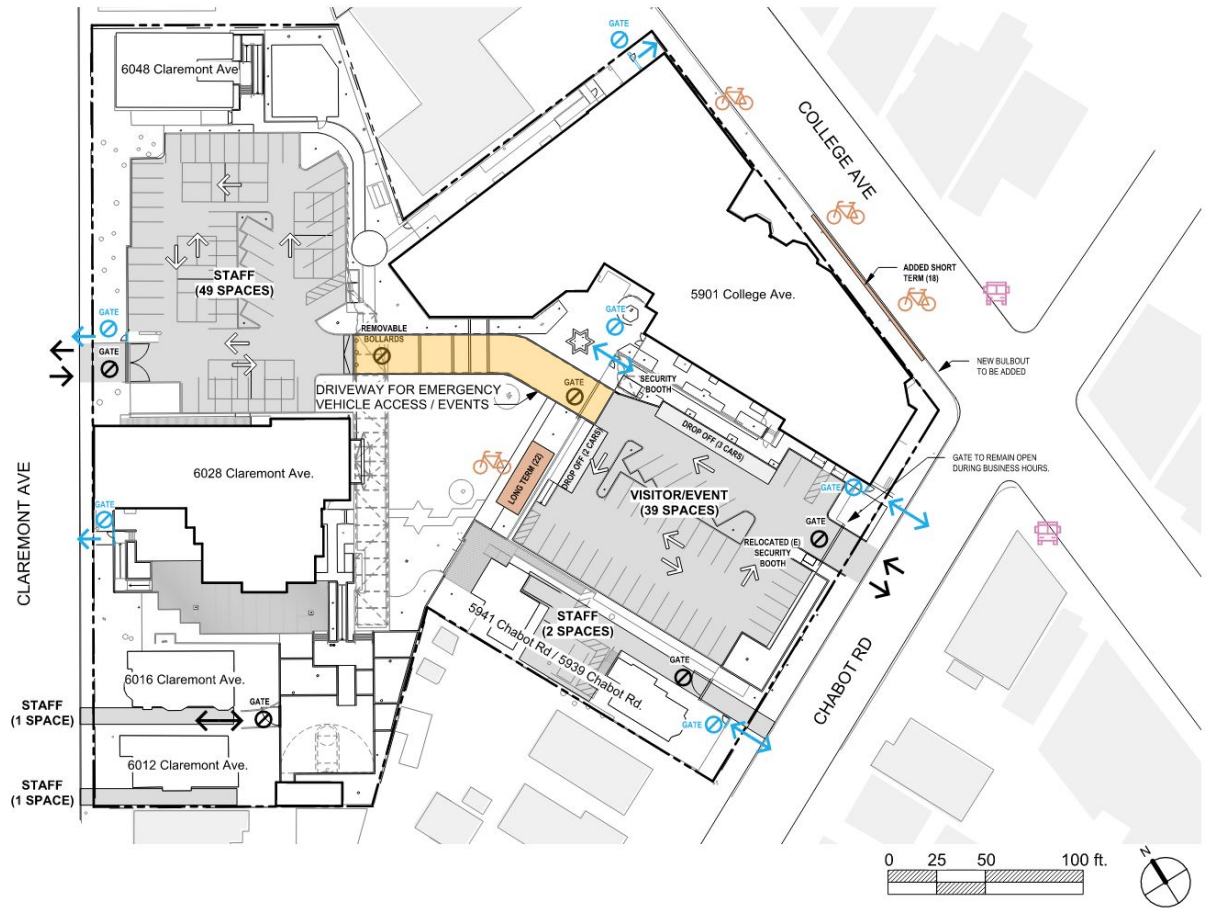 GATE
6048 Claremont Ave
COLLEGE AVE
STAFF
(49 SPACES)
ADDED SHORT
TERM (18)
5901 College Ave.
GATE
GATE
GATE
REMOVABLE
BOLLARDS
NEW BULBOUT
TO BE ADDED
SECURITY
BOOTH
GATE
DRIVEWAY FOR EMERGENCY
VEHICLE ACCESS / EVENTS
DROP OFF (3 CARS)
DROP OFF (2 CARS)
LONG TERM (22)
GATE TO REMAIN OPEN
DURING BUSINESS HOURS.
6028 Claremont Ave.
VISITOR/EVENT
(39 SPACES)
GATE
GATE
GATE
RELOCATED (E)
SECURITY
BOOTH
CLAREMONT AVE
STAFF
(2 SPACES)
5941 Chabot Rd / 5939 Chabot Rd.
GATE
CHABOT RD
6016 Claremont Ave.
STAFF
(1 SPACE)
GATE
GATE
6012 Claremont Ave.
STAFF
(1 SPACE)
0 25 50 100 ft.
N